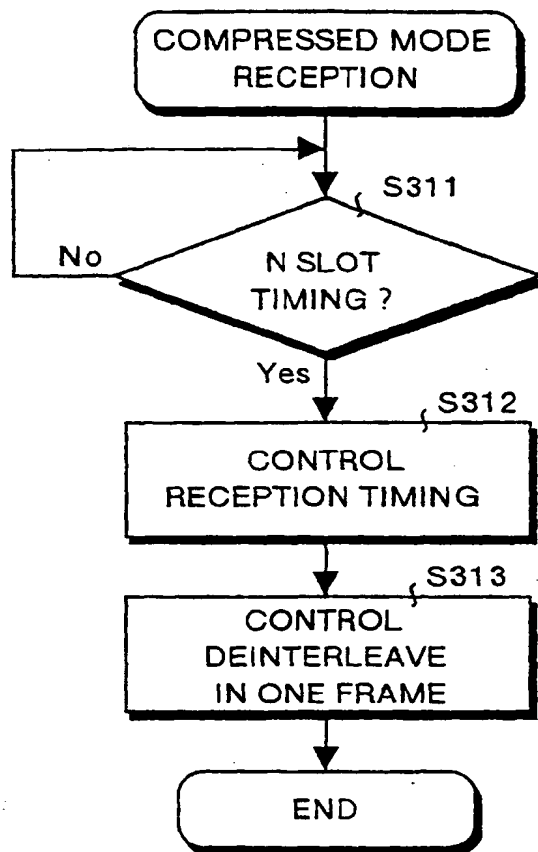 COMPRESSED MODE
RECEPTION
S311
No
N SLOT
TIMING ?
Yes
S312
CONTROL
RECEPTION TIMING
S313
CONTROL
DEINTERLEAVE
IN ONE FRAME
END